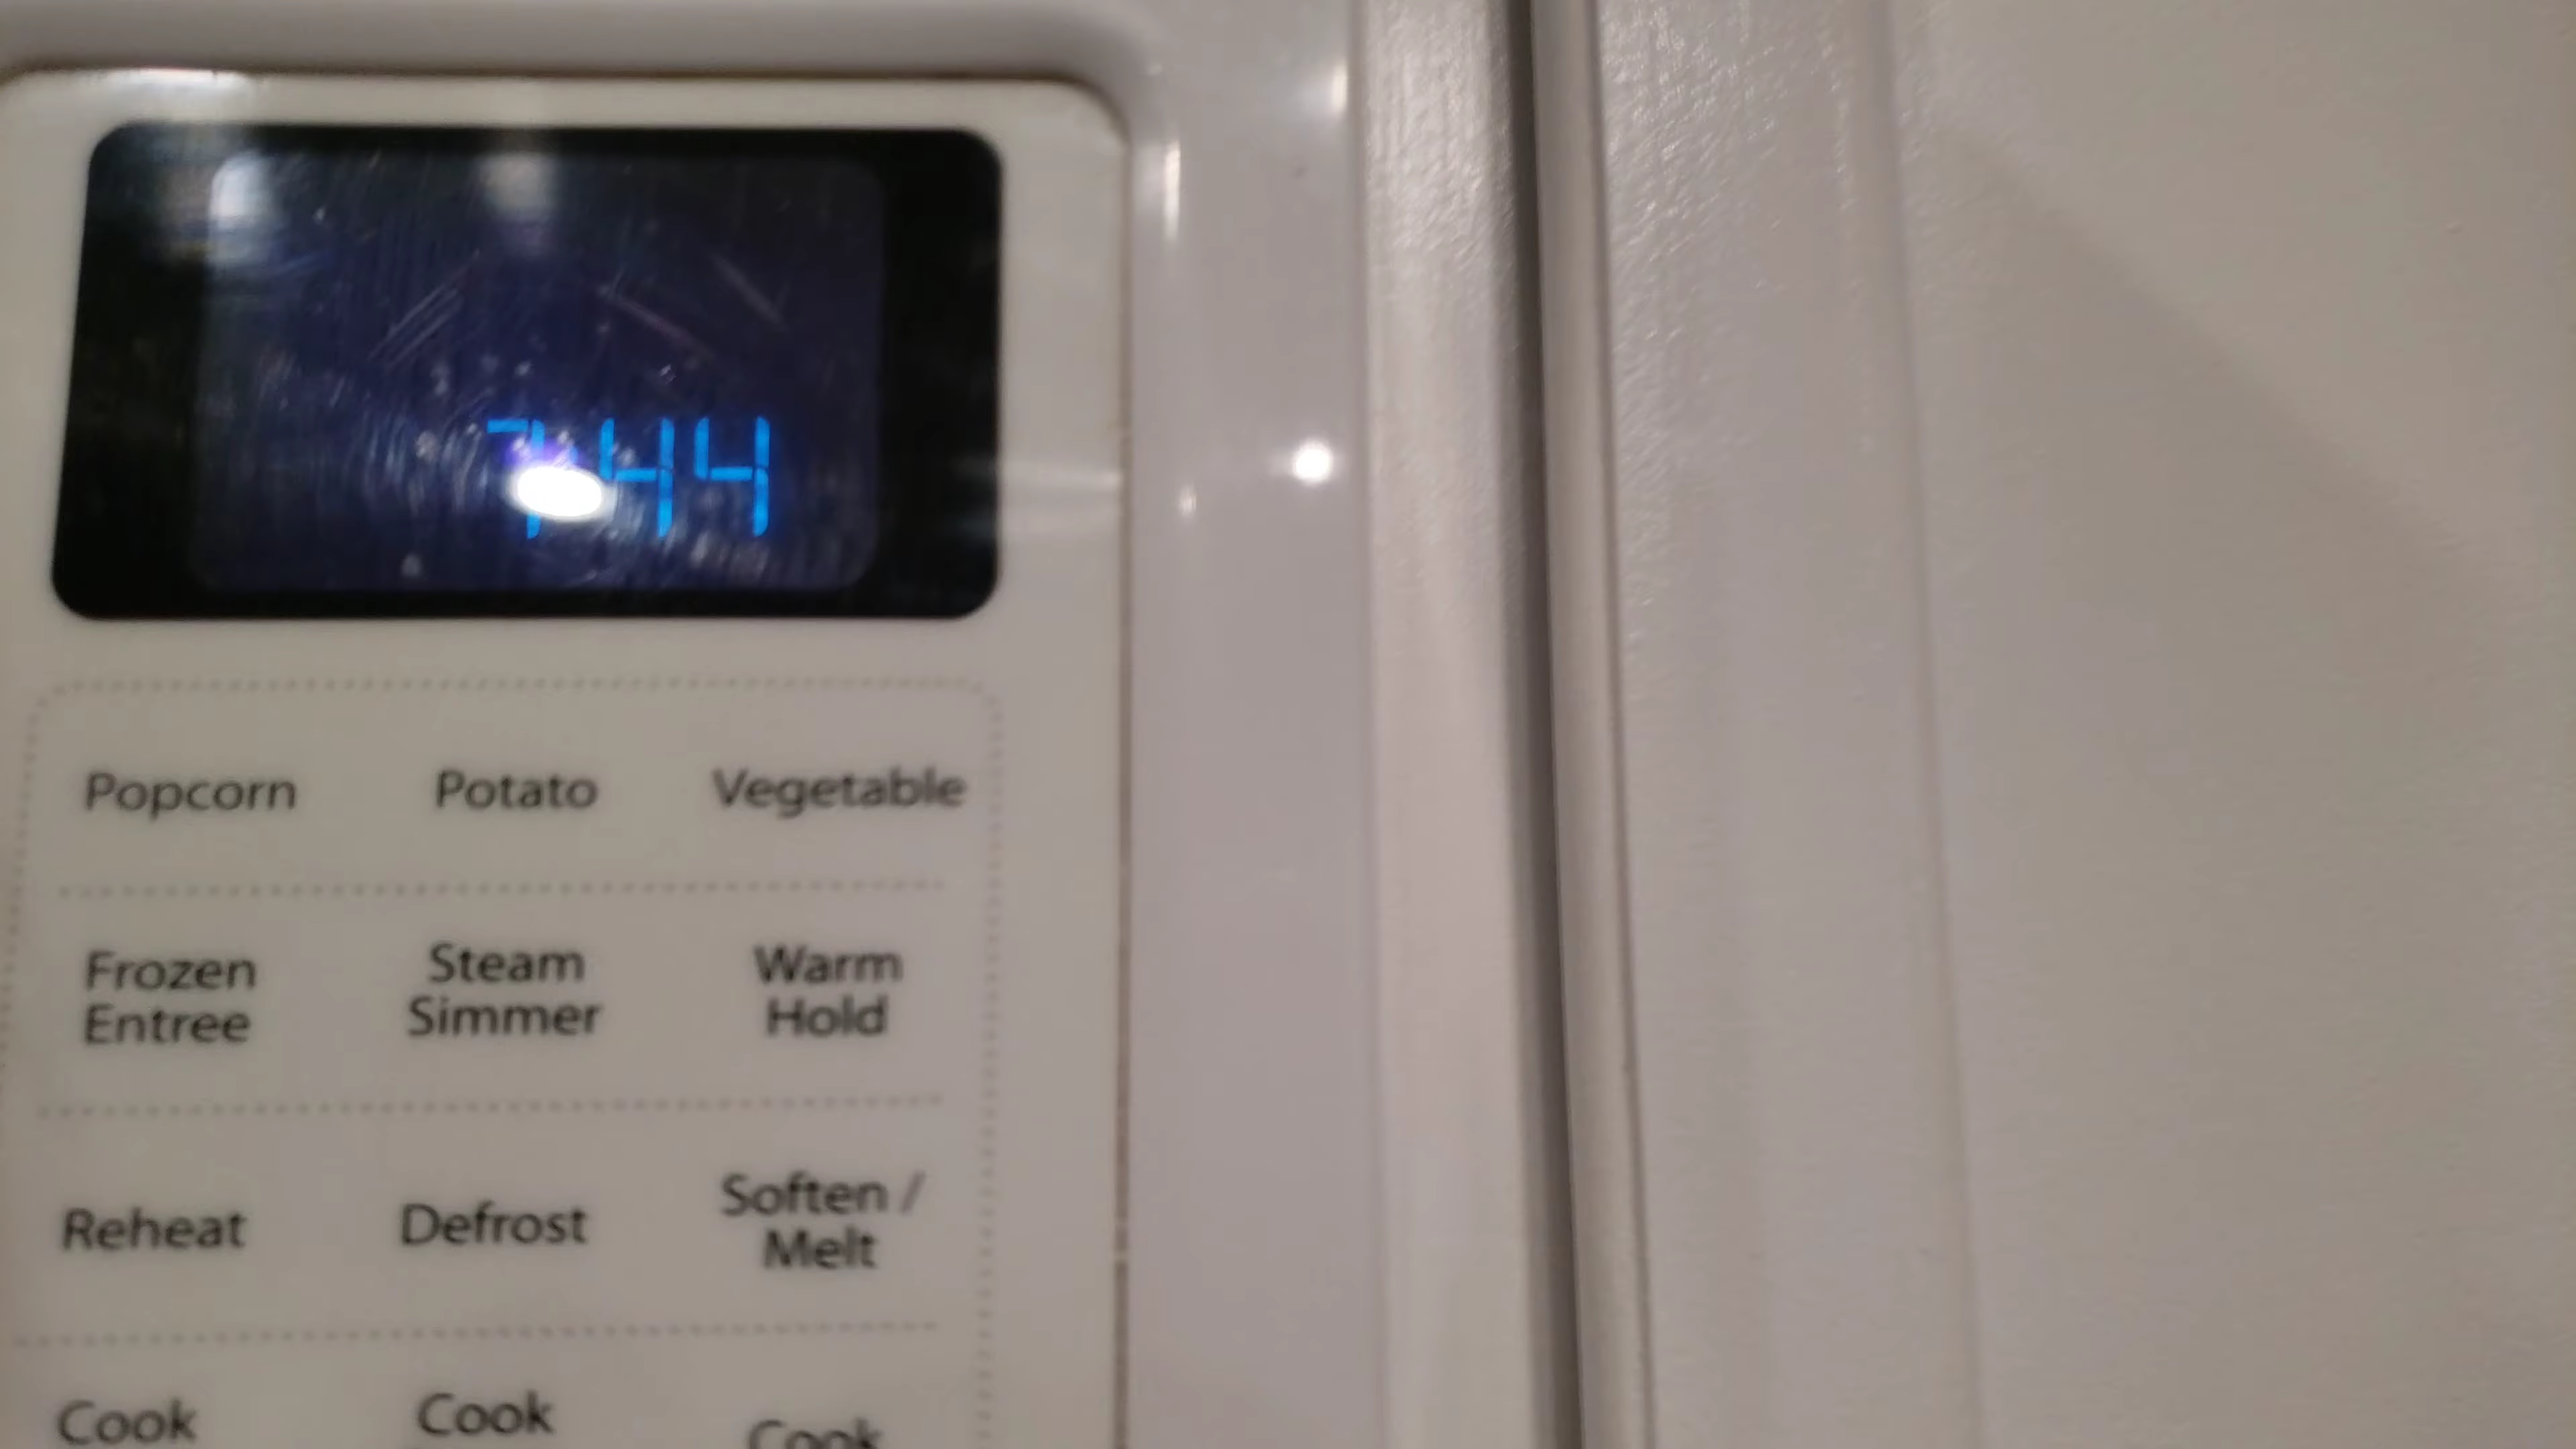 7:44
Popcorn Potato Vegetable
Frozen Entree
Steam Simmer
Warm Hold
Reheat Defrost Soften / Melt
Cook Cook Cook